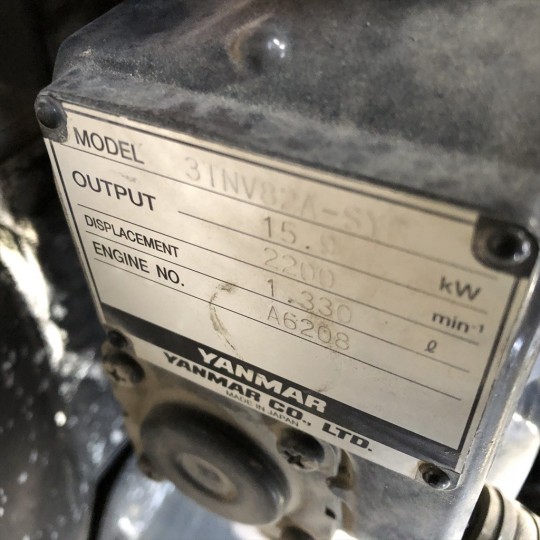 MODEL 3TNV82A-SY
OUTPUT 15.9 kW
2200 min-1
DISPLACEMENT 1.330 ℓ
ENGINE NO. A6208
YANMAR
YANMAR CO., LTD.
MADE IN JAPAN